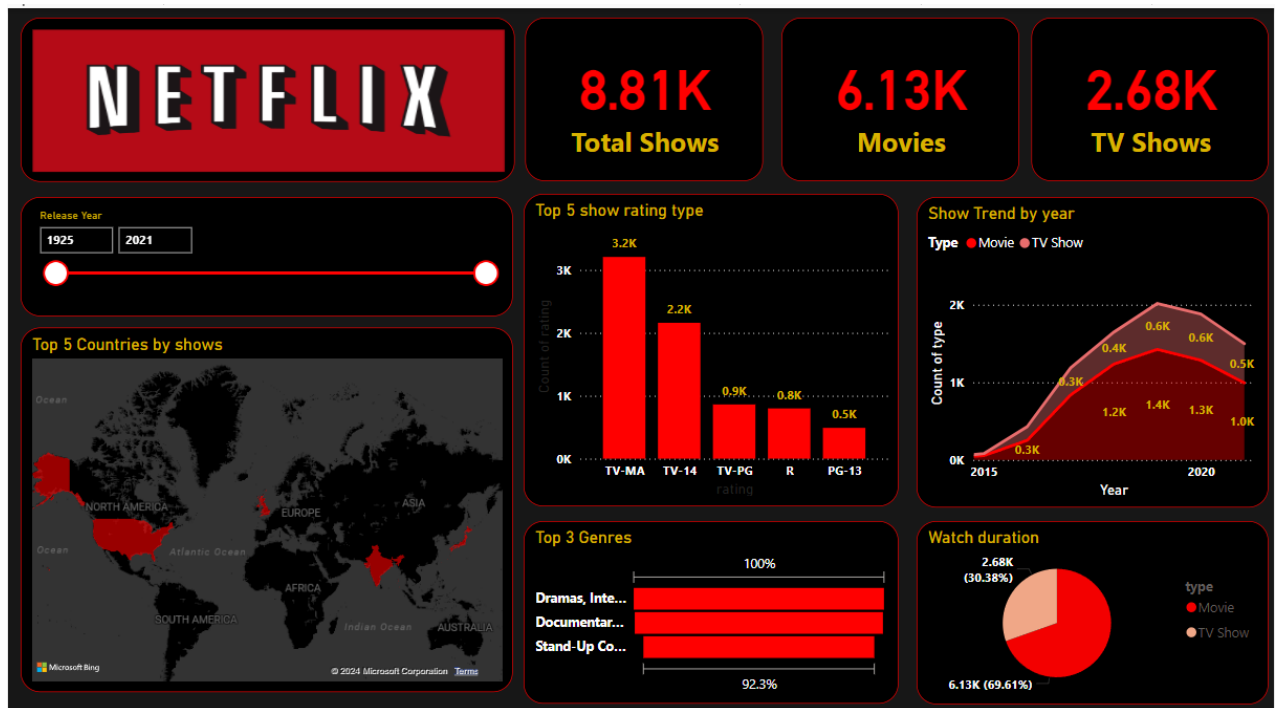 NETFLIX
8.81K
Total Shows
6.13K
Movies
2.68K
TV Shows
Release Year
1925
2021
Top 5 Countries by shows
Ocean
NORTH AMERICA
EUROPE
ASIA
Ocean
Atlantic Ocean
AFRICA
SOUTH AMERICA
Indian Ocean
AUSTRALIA
Microsoft Bing
© 2024 Microsoft Corporation
Terms
Top 5 show rating type
3.2K
3K
2.2K
2K
Count of rating
1K
0.9K
0.8K
0.5K
0K
TV-MA
TV-14
TV-PG
R
PG-13
rating
Show Trend by year
Type
Movie
TV Show
2K
0.6K
0.6K
0.4K
0.5K
Count of type
1K
0.3K
1.2K
1.4K
1.3K
1.0K
0.3K
0K
2015
2020
Year
Top 3 Genres
100%
Dramas, Inte...
Documentar...
Stand-Up Co...
92.3%
Watch duration
2.68K
(30.38%)
6.13K (69.61%)
type
Movie
TV Show